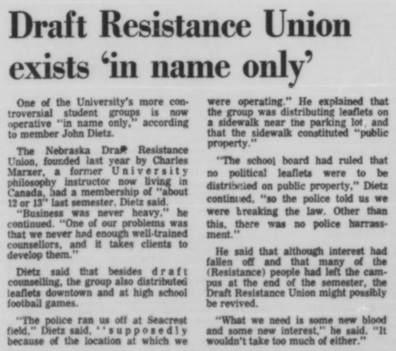 Draft Resistance Union
exists 'in name only'
One of the University's more con-
troversial student groups is now
operative "in name only," according
to member John Dietz.
The Nebraska Draft Resistance
Union, founded last year by Charles
Marxer, a former University
philosophy instructor now living in
Canada, had a membership of "about
12 or 13" last semester, Dietz said.
"Business was never heavy," he
continued. "One of our problems was
that we never had enough well-trained
counsellors, and it takes clients to
develop them."
Dietz said that besides draft
counselling, the group also distributed
leaflets downtown and at high school
football games.
"The police ran us off at Seacrest
field," Dietz said, "supposedly
because of the location at which we
were operating." He explained that
the group was distributing leaflets on
a sidewalk near the parking lot and
that the sidewalk constituted "public
property."
"The school board had ruled that
no political leaflets were to be
distributed on public property," Dietz
continued, "so the police told us we
were breaking the law. Other than
this, there was no police harrass-
ment."
He said that although interest had
fallen off and that many of the
(Resistance) people had left the cam-
pus at the end of the semester, the
Draft Resistance Union might possibly
be revived.
"What we need is some new blood
and some new interest," he said. "It
wouldn't take too much of either."